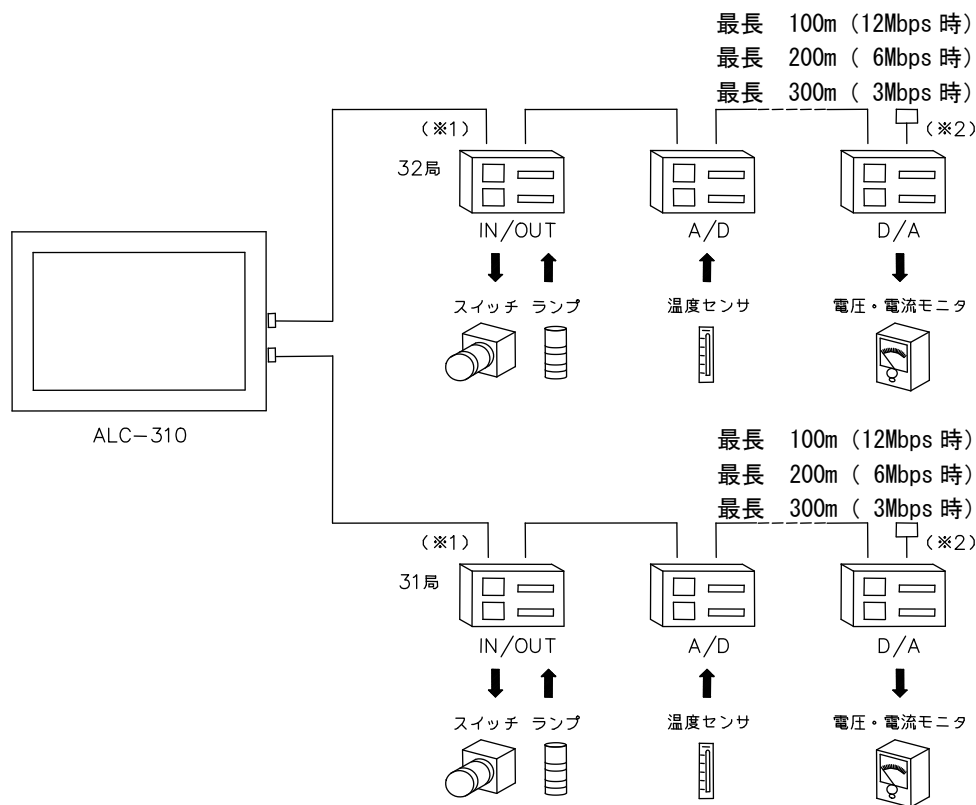 最長 100m (12Mbps 時)
最長 200m ( 6Mbps 時)
最長 300m ( 3Mbps 時)
(※1) (※2)
32局
IN/OUT A/D D/A
スイッチ ランプ 温度センサ 電圧・電流モニタ
ALC-310
最長 100m (12Mbps 時)
最長 200m ( 6Mbps 時)
最長 300m ( 3Mbps 時)
(※1) (※2)
31局
IN/OUT A/D D/A
スイッチ ランプ 温度センサ 電圧・電流モニタ